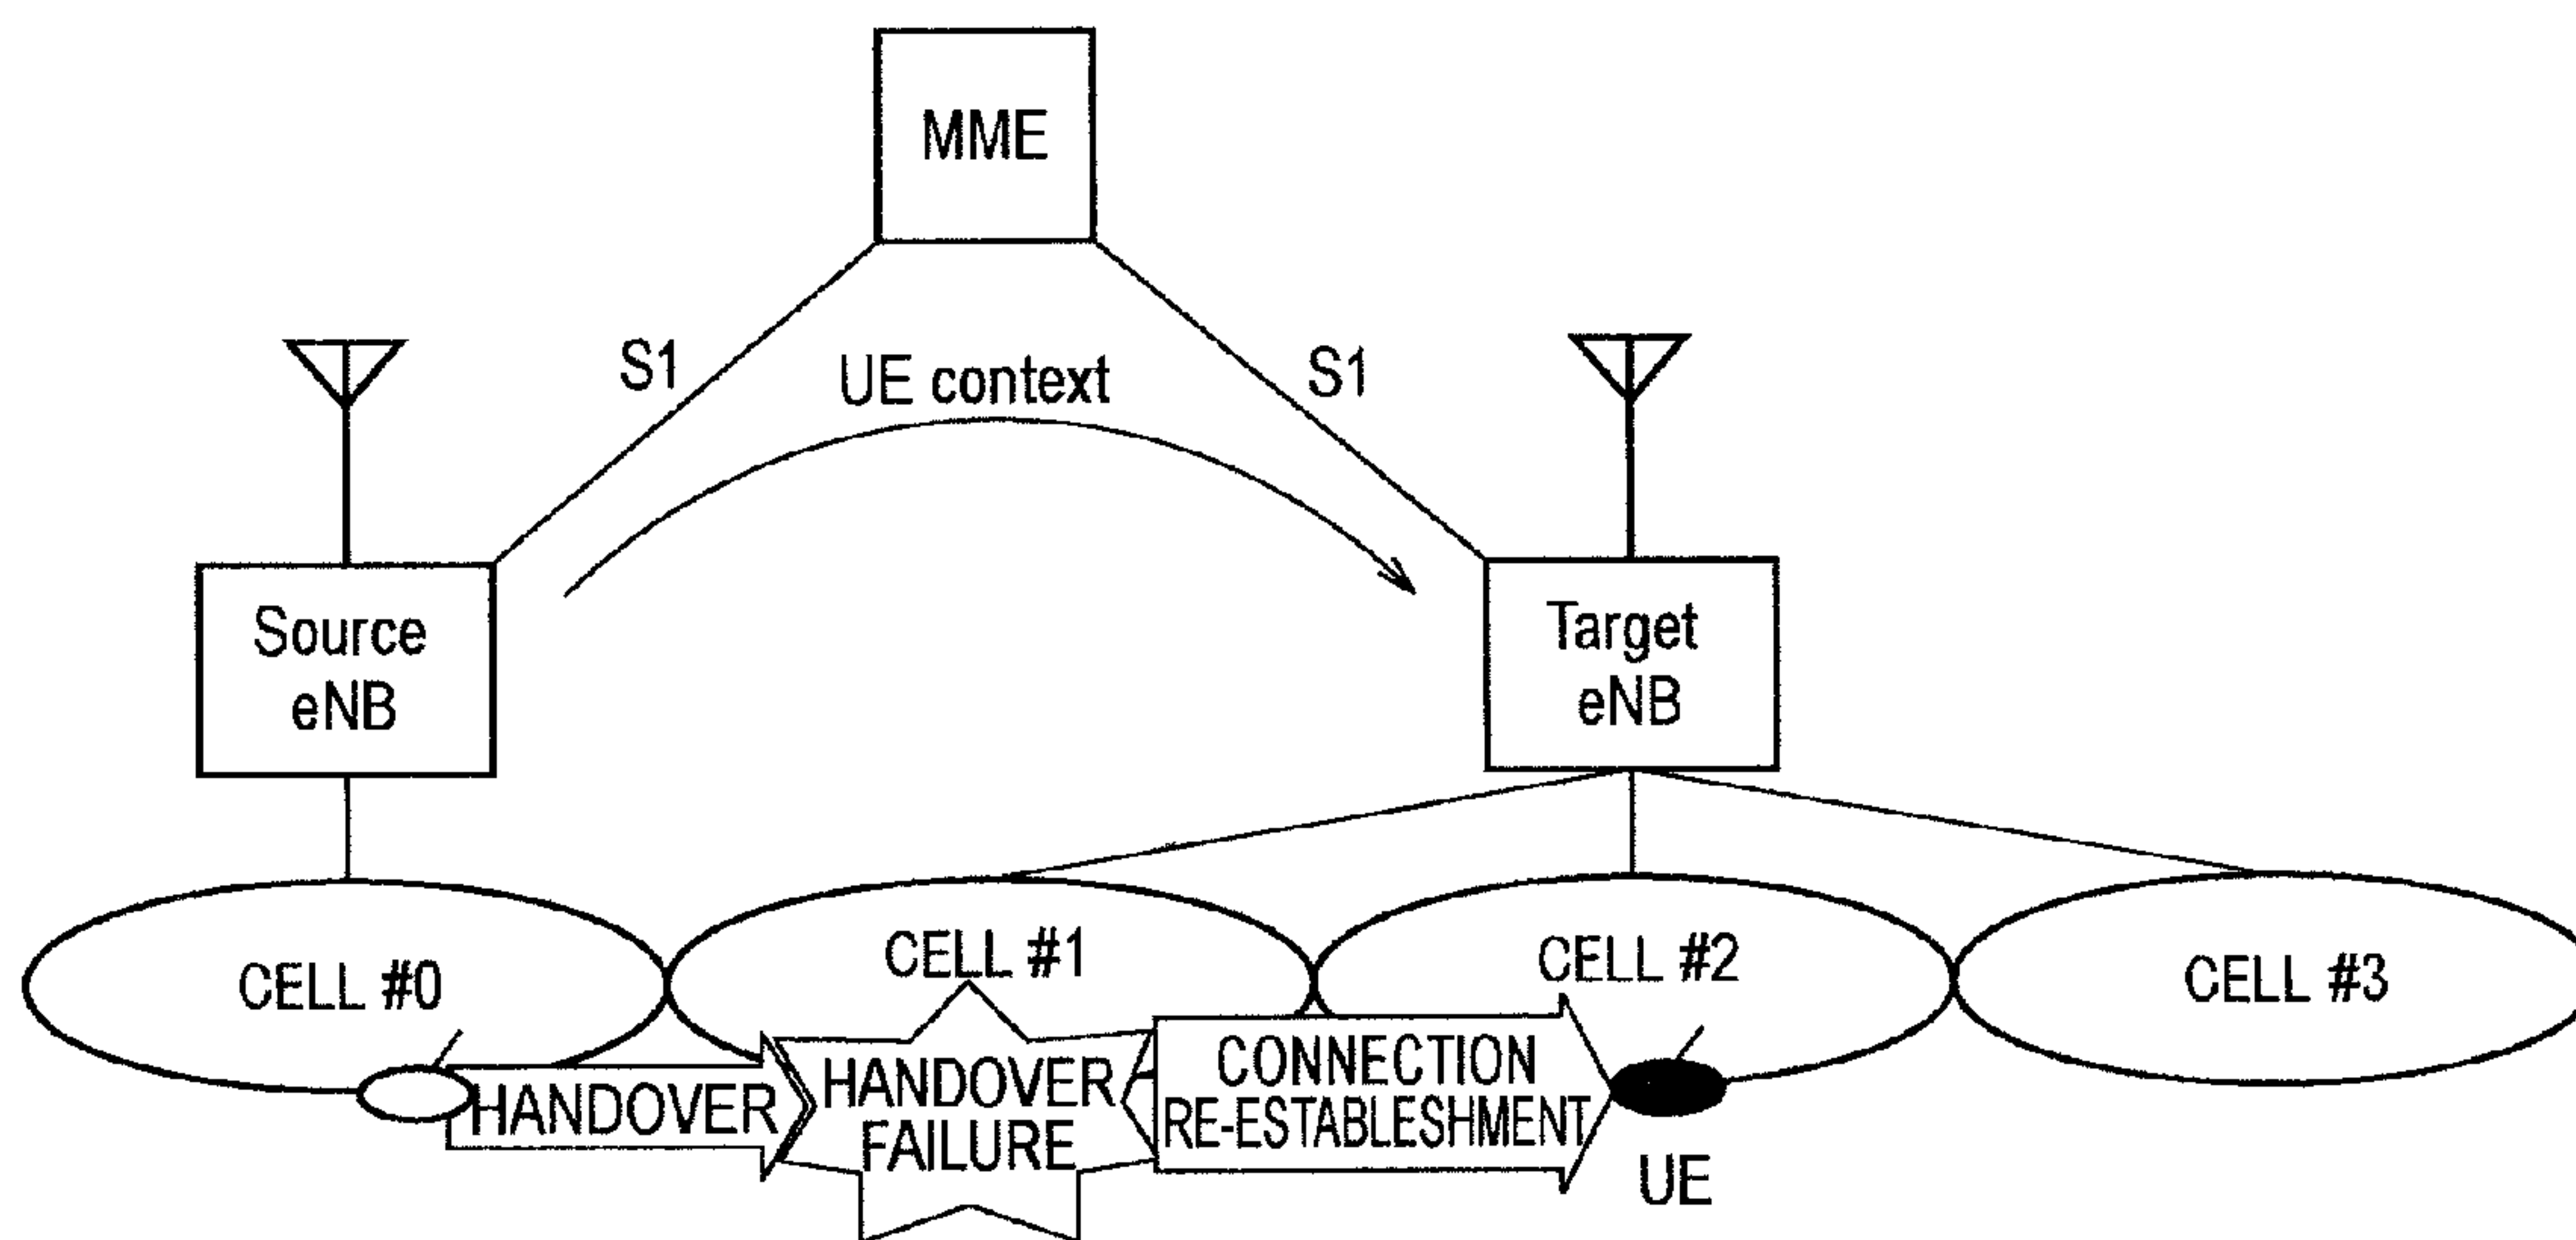 MME
S1
UE context
S1
Source
eNB
Target
eNB
CELL #0
CELL #1
CELL #2
CELL #3
HANDOVER
HANDOVER
FAILURE
CONNECTION
RE-ESTABLESHMENT
UE